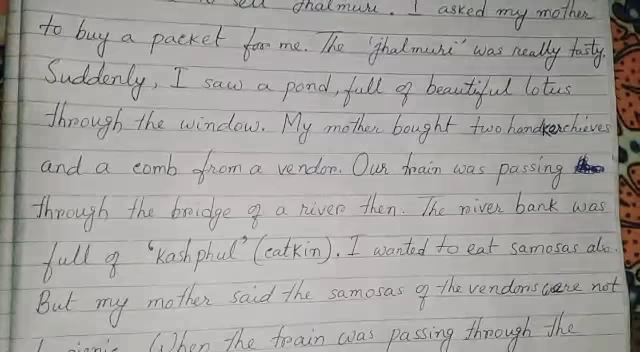 to sell jhalmuri. I asked my mother
to buy a packet for me. The 'jhalmuri' was really tasty.
Suddenly, I saw a pond, full of beautiful lotus
through the window. My mother bought two handkerchieves
and a comb from a vendor. Our train was passing
through the bridge of a river then. The river bank was
full of 'kashphul' (catkin). I wanted to eat samosas also.
But my mother said the samosas of the vendors were not
When the train was passing through the